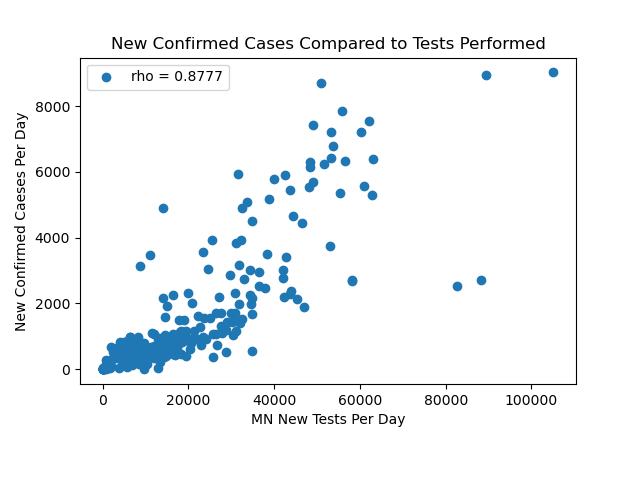 New Confirmed Cases Compared to Tests Performed
rho = 0.8777
New Confirmed Caeses Per Day
8000
6000
4000
2000
0
0 20000 40000 60000 80000 100000
MN New Tests Per Day